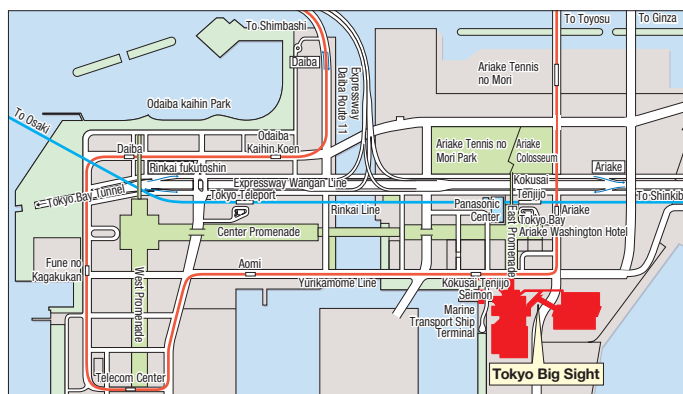 To Shimbashi
To Toyosu
To Ginza
Daiba
Expressway
Daiba Route 11
Ariake Tennis
no Mori
Odaiba kaihin Park
To Osaki
Daiba
Odaiba
Kaihin Koen
Ariake Tennis no
Mori Park
Ariake
Colosseum
Rinkai fukutoshin
Ariake
Tokyo Bay Tunnel
Expressway Wangan Line
Kokusai
Tenjijo
Tokyo Teleport
Rinkai Line
Panasonic
Center
To Shinkib
Ariake
Tokyo Bay
Ariake Washington Hotel
Center Promenade
East Promenade
Fune no
Kagakukan
West Promenade
Aomi
Yurikamome Line
Kokusai Tenjijo
Seimon
Marine
Transport Ship
Terminal
Telecom Center
Tokyo Big Sight